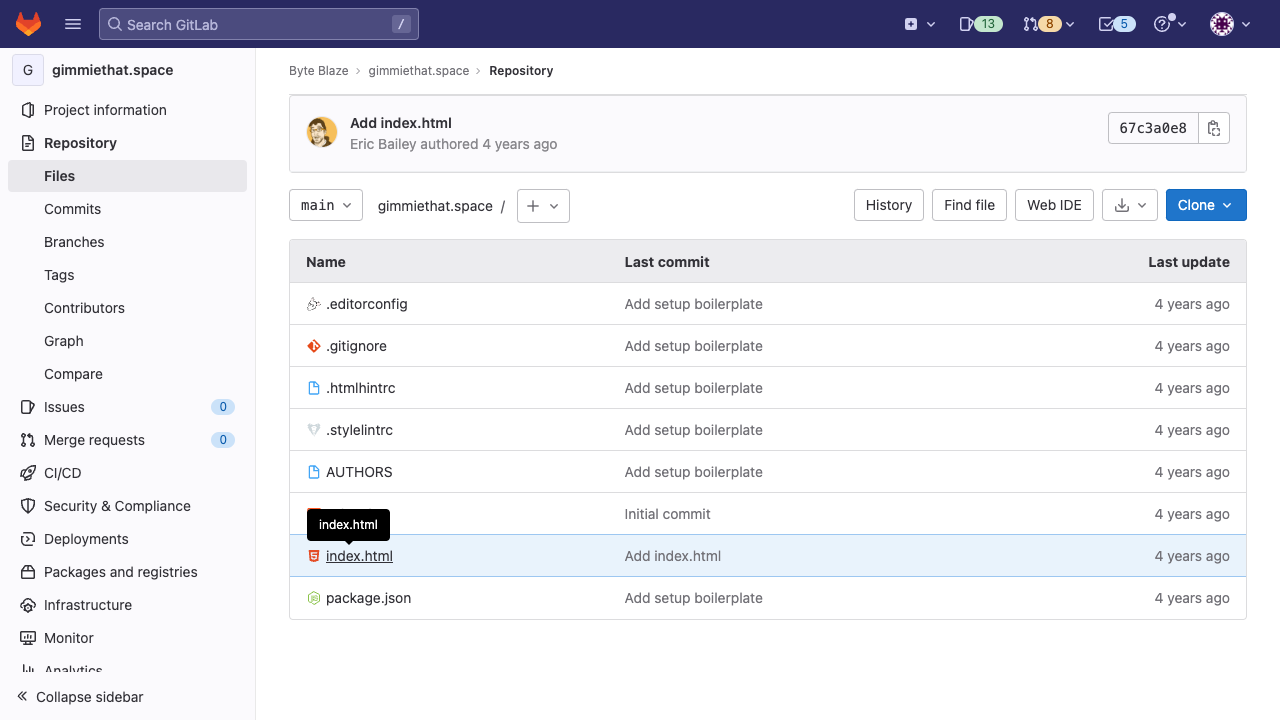 Search GitLab
/
13
8
5
G
gimmiethat.space
Project information
Repository
Files
Commits
Branches
Tags
Contributors
Graph
Compare
Issues
0
Merge requests
0
CI/CD
Security & Compliance
Deployments
Packages and registries
Infrastructure
Monitor
Analytics
Collapse sidebar
Byte Blaze
gimmiethat.space
Repository
Add index.html
Eric Bailey authored 4 years ago
67c3a0e8
main
gimmiethat.space /
History
Find file
Web IDE
Clone
Name Last commit Last update
.editorconfig Add setup boilerplate 4 years ago
.gitignore Add setup boilerplate 4 years ago
.htmlhintrc Add setup boilerplate 4 years ago
.stylelintrc Add setup boilerplate 4 years ago
AUTHORS Add setup boilerplate 4 years ago
Initial commit 4 years ago
index.html
index.html Add index.html 4 years ago
package.json Add setup boilerplate 4 years ago